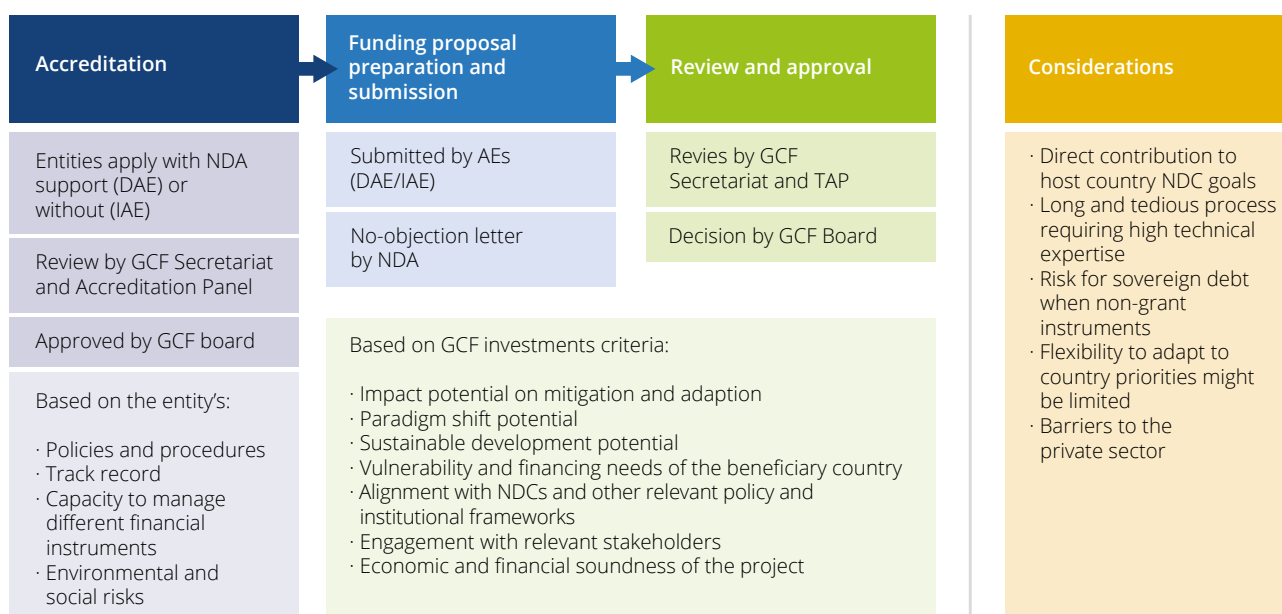 Accreditation
Entities apply with NDA
support (DAE) or
without (IAE)
Review by GCF Secretariat
and Accreditation Panel
Approved by GCF board
Based on the entity's:
· Policies and procedures
· Track record
· Capacity to manage
different financial
instruments
· Environmental and
social risks
Funding proposal
preparation and
submission
Submitted by AEs
(DAE/IAE)
No-objection letter
by NDA
Review and approval
Revies by GCF
Secretariat and TAP
Decision by GCF Board
Based on GCF investments criteria:
· Impact potential on mitigation and adaption
· Paradigm shift potential
· Sustainable development potential
· Vulnerability and financing needs of the beneficiary country
· Alignment with NDCs and other relevant policy and
institutional frameworks
· Engagement with relevant stakeholders
· Economic and financial soundness of the project
Considerations
· Direct contribution to
host country NDC goals
· Long and tedious process
requiring high technical
expertise
· Risk for sovereign debt
when non-grant
instruments
· Flexibility to adapt to
country priorities might
be limited
· Barriers to the
private sector